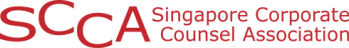 SCCA
Singapore Corporate
Counsel Association